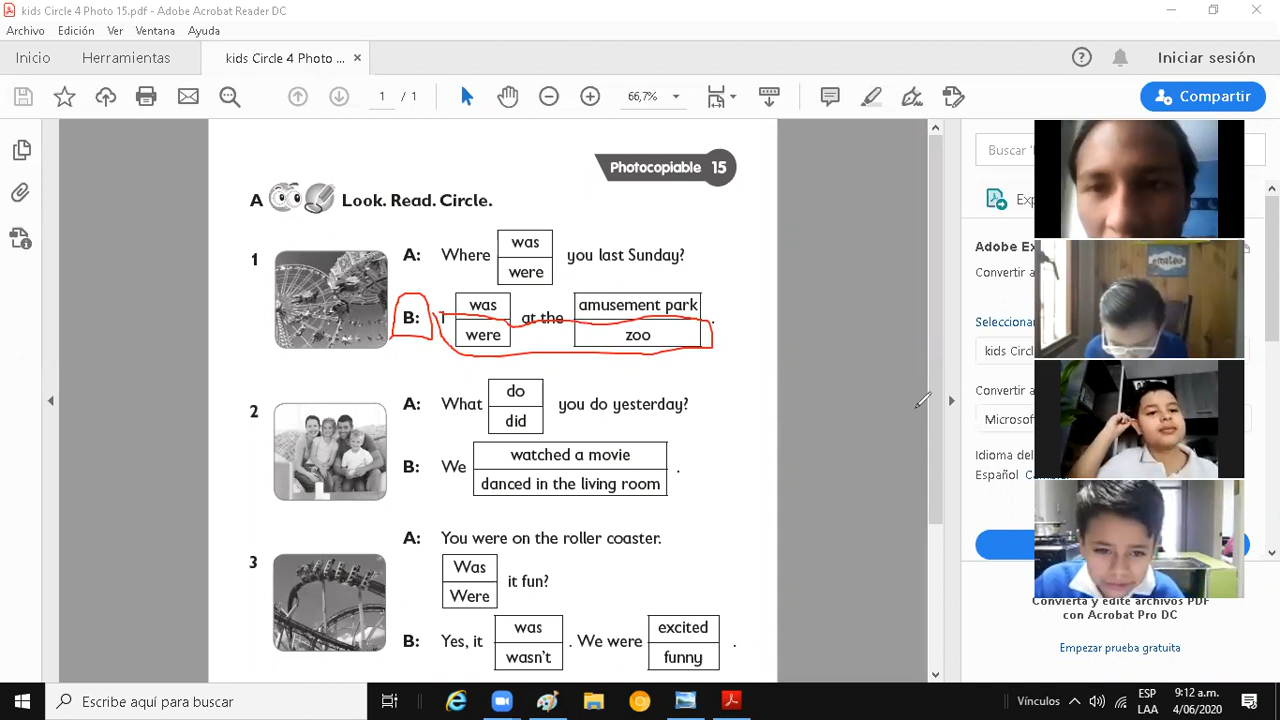 kids Circle 4 Photo 15.pdf - Adobe Acrobat Reader DC
Archivo Edición Ver Ventana Ayuda
Inicio Herramientas kids Circle 4 Photo ... × Iniciar sesión
1 / 1 66,7% Compartir
Photocopiable 15
A Look. Read. Circle.
1
A: Where was you last Sunday?
were
B: I was at the amusement park .
were zoo
2
A: What do you do yesterday?
did
B: We watched a movie .
danced in the living room
3
A: You were on the roller coaster.
Was it fun?
Were
B: Yes, it was . We were excited .
wasn't funny
Buscar
Exp
Adobe Ex
Convertir a
Seleccionar
kids Circl
Convertir a
Microsof
Idioma del
Español Cambiar
Convierta y edite archivos PDF
con Acrobat Pro DC
Empezar prueba gratuita
Escribe aquí para buscar
Vínculos ESP 9:12 a.m.
LAA 4/06/2020